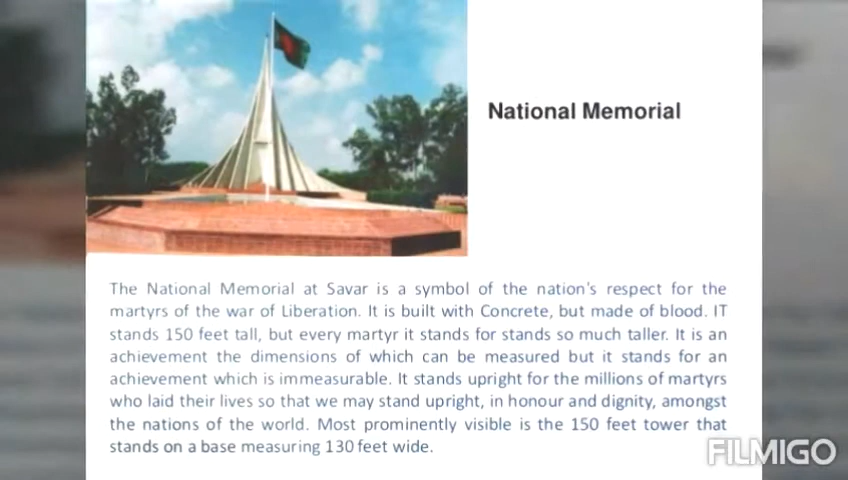 National Memorial
The National Memorial at Savar is a symbol of the nation's respect for the
martyrs of the war of Liberation. It is built with Concrete, but made of blood. IT
stands 150 feet tall, but every martyr it stands for stands so much taller. It is an
achievement the dimensions of which can be measured but it stands for an
achievement which is immeasurable. It stands upright for the millions of martyrs
who laid their lives so that we may stand upright, in honour and dignity, amongst
the nations of the world. Most prominently visible is the 150 feet tower that
stands on a base measuring 130 feet wide.
FILMIGO